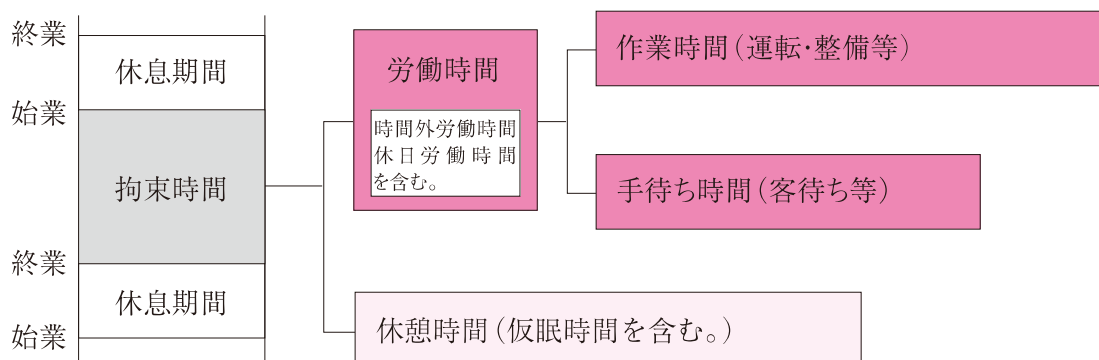 終業
休息期間
始業
拘束時間
終業
休息期間
始業
労働時間
時間外労働時間
休日労働時間
を含む。
作業時間(運転・整備等)
手待ち時間(客待ち等)
休憩時間(仮眠時間を含む。)